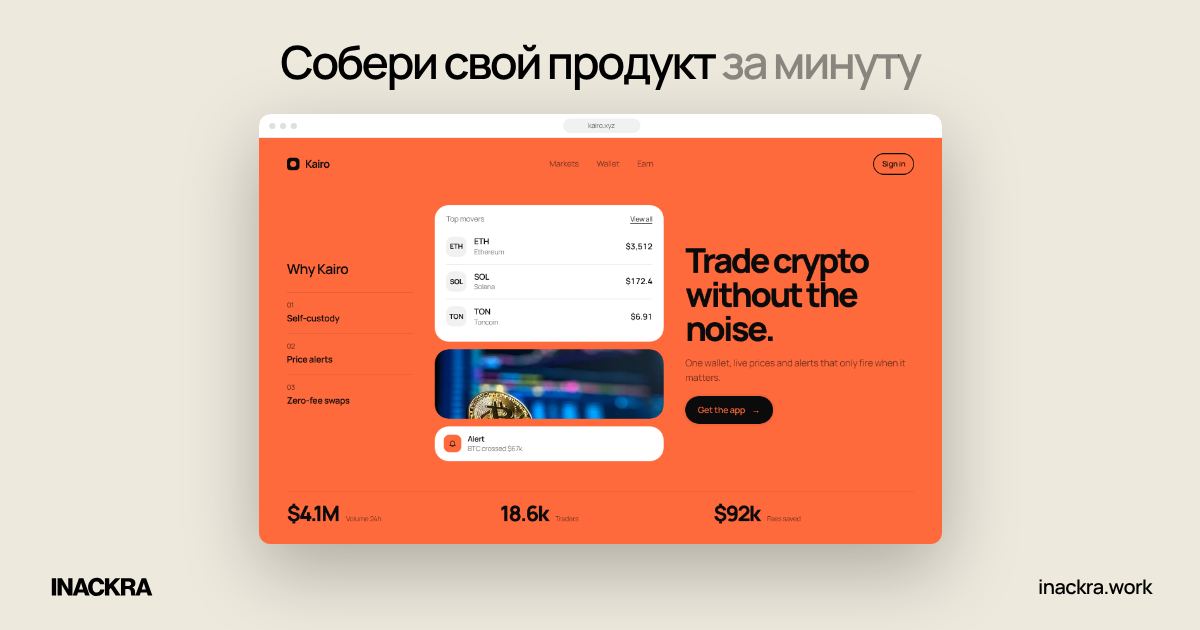 Собери свой продукт за минуту
kairo.xyz
Kairo
Markets Wallet Earn
Sign in
Why Kairo
01
Self-custody
02
Price alerts
03
Zero-fee swaps
Top movers View all
ETH ETH $3,512
Ethereum
SOL SOL $172.4
Solana
TON TON $6.91
Toncoin
Alert
BTC crossed $67k
Trade crypto
without the
noise.
One wallet, live prices and alerts that only fire when it
matters.
Get the app →
$4.1M Volume 24h
18.6k Traders
$92k Fees saved
INACKRA
inackra.work